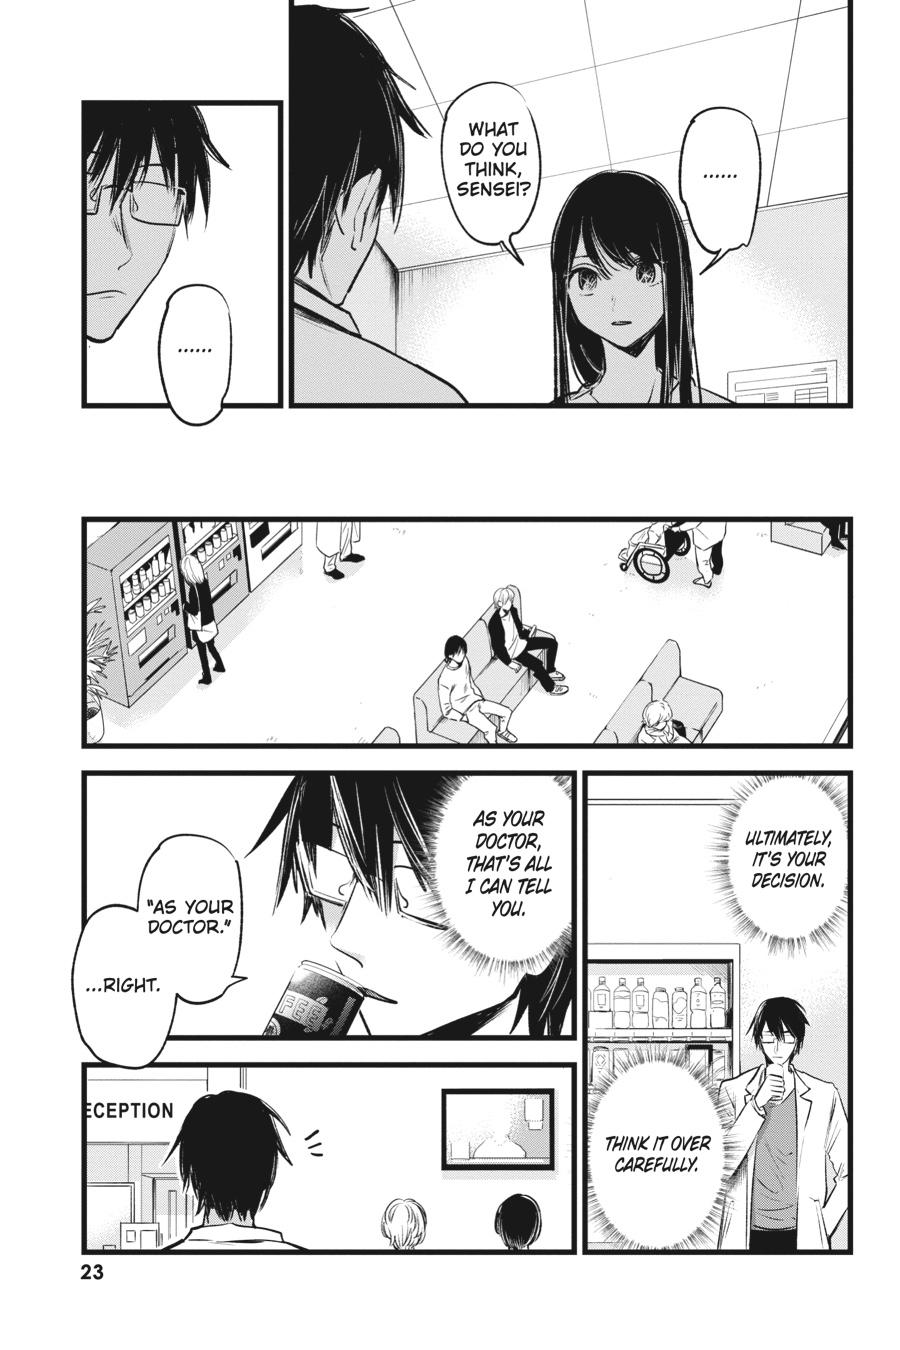 ......
WHAT
DO YOU
THINK,
SENSEI?
......
ULTIMATELY,
IT'S YOUR
DECISION.
THINK IT OVER
CAREFULLY.
AS YOUR
DOCTOR,
THAT'S ALL
I CAN TELL
YOU.
"AS YOUR
DOCTOR."
...RIGHT.
FFEE
ECEPTION
23